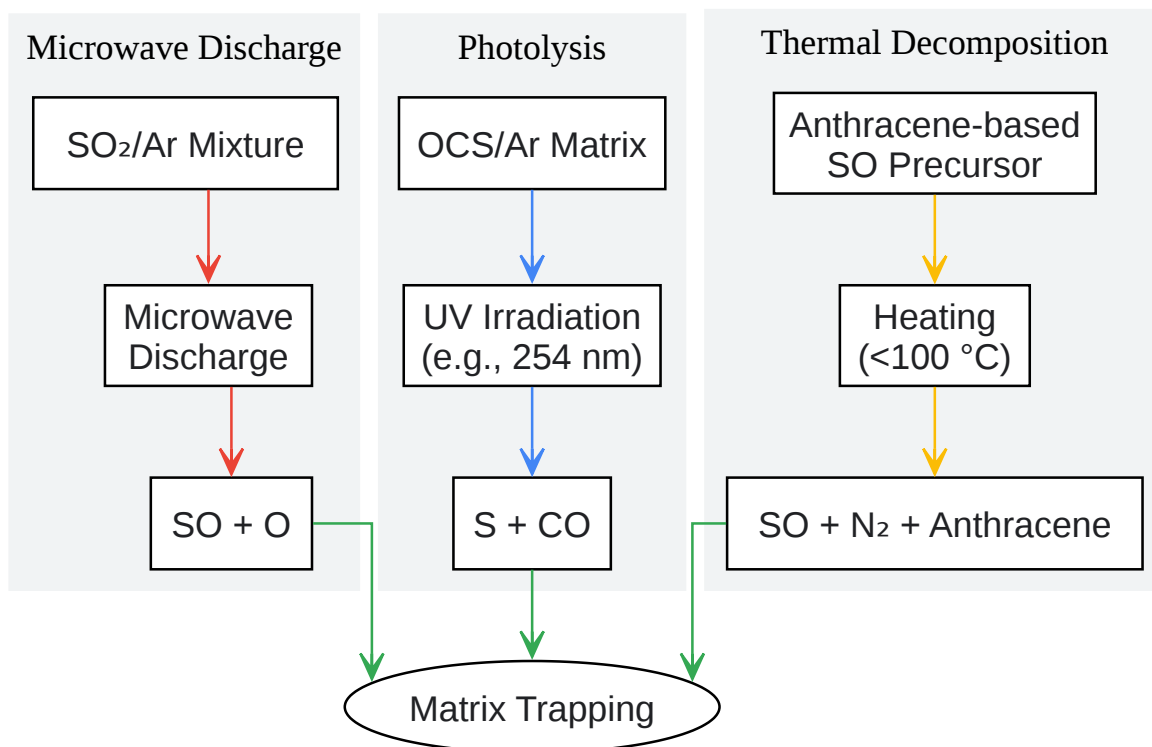 Microwave Discharge
SO₂/Ar Mixture
Microwave
Discharge
SO + O
Photolysis
OCS/Ar Matrix
UV Irradiation
(e.g., 254 nm)
S + CO
Thermal Decomposition
Anthracene-based
SO Precursor
Heating
(<100 °C)
SO + N₂ + Anthracene
Matrix Trapping